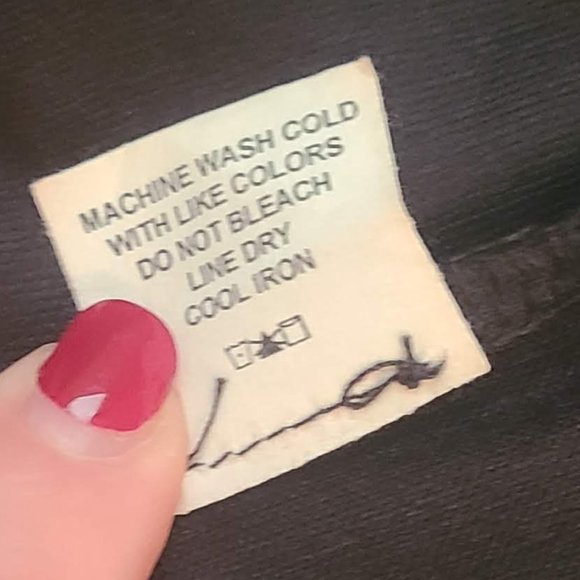 MACHINE WASH COLD
WITH LIKE COLORS
DO NOT BLEACH
LINE DRY
COOL IRON